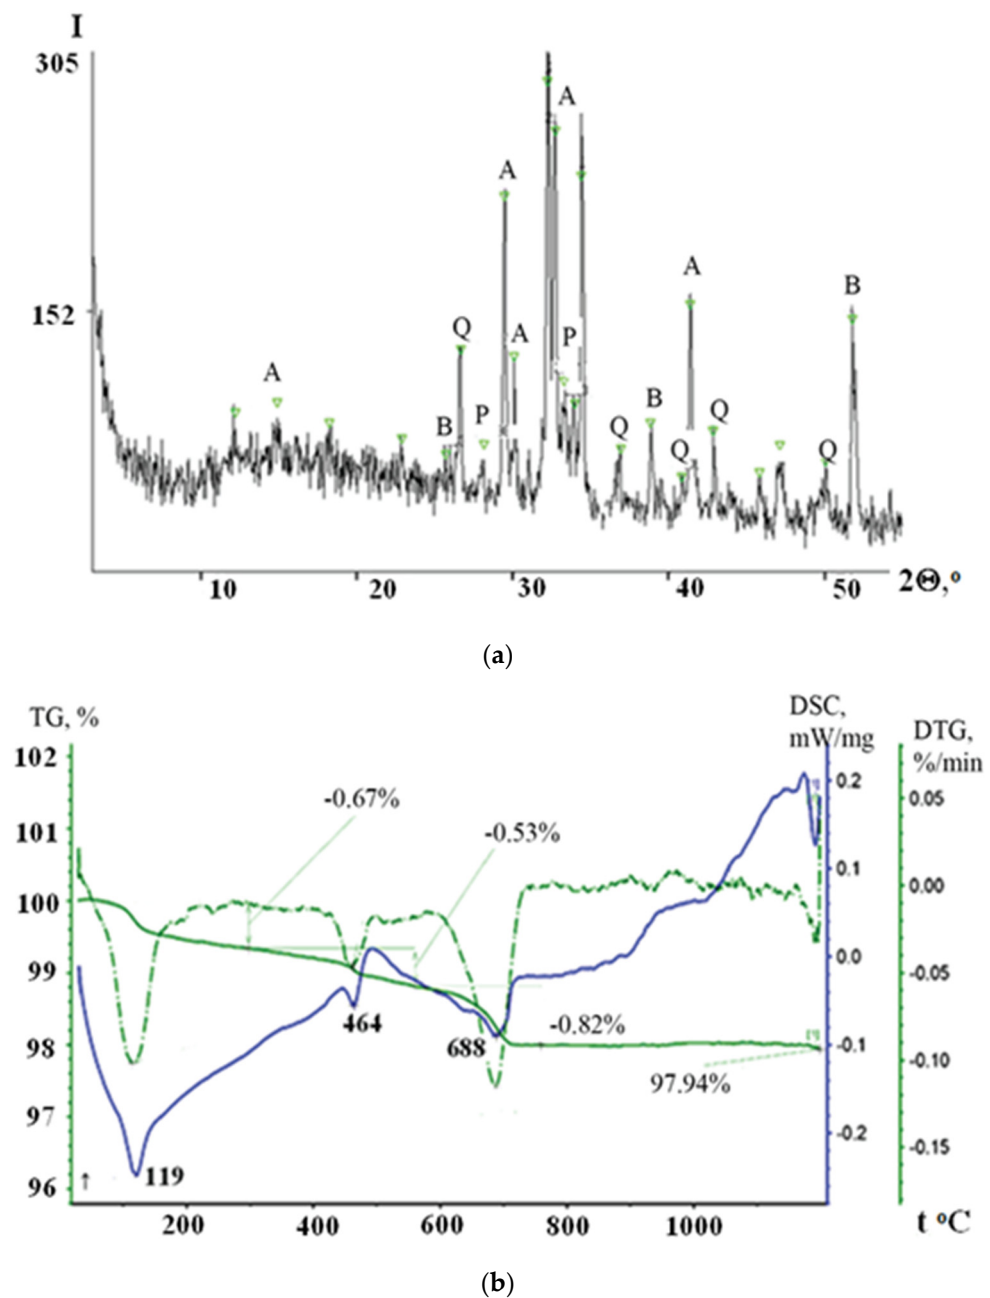 I
305
A
A
152
B
A
Q
A
P
A
B
Q
B
P
Q
Q
Q
10
20
30
40
50
2Θ,°
(a)
TG, %
DSC,
mW/mg
DTG,
%/min
102
0.2
-0.67%
0.05
101
-0.53%
0.1
100
0.00
99
0.0
-0.05
464
-0.82%
688
98
-0.1
97.94%
-0.10
97
-0.2
-0.15
↑
119
96
200
400
600
800
1000
t °C
(b)